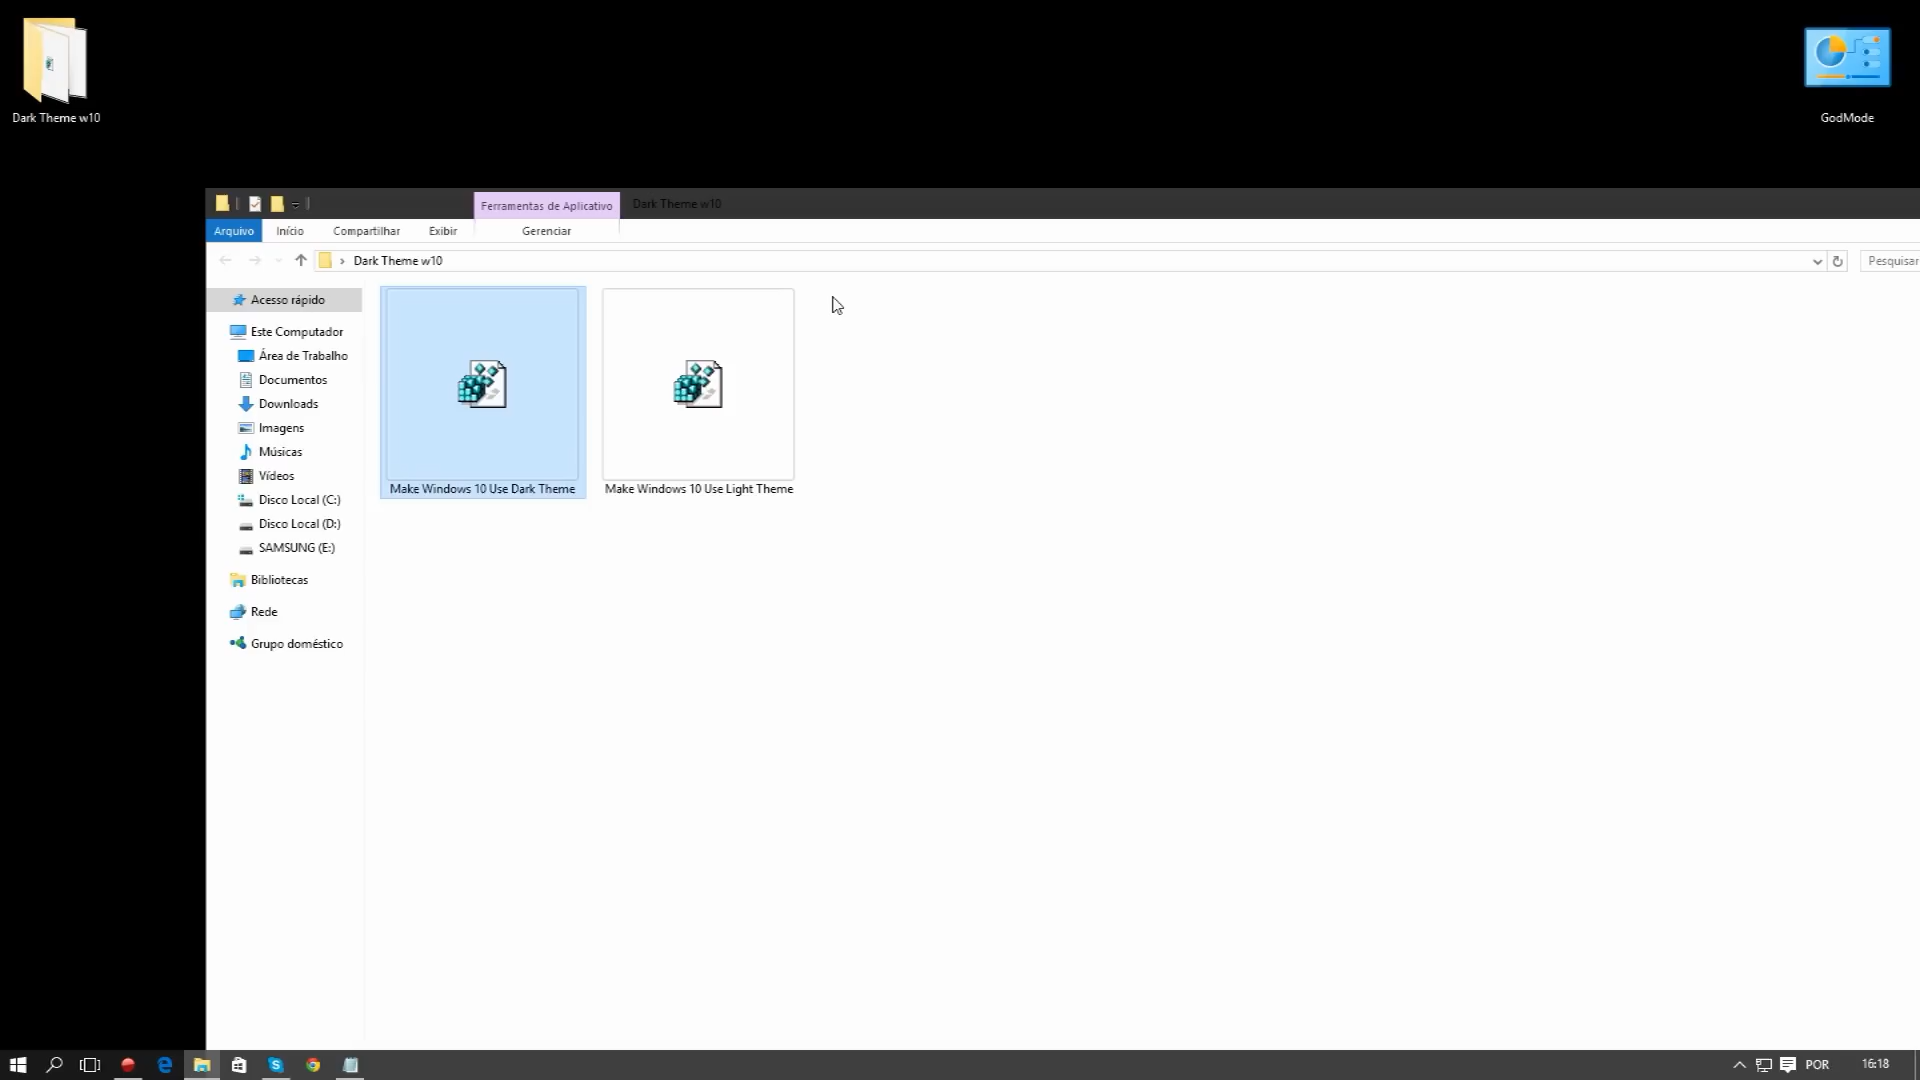 Dark Theme w10
GodMode
Ferramentas de Aplicativo
Dark Theme w10
Arquivo
Início
Compartilhar
Exibir
Gerenciar
Dark Theme w10
Pesquisar
Acesso rápido
Este Computador
Área de Trabalho
Documentos
Downloads
Imagens
Músicas
Vídeos
Disco Local (C:)
Disco Local (D:)
SAMSUNG (E:)
Bibliotecas
Rede
Grupo doméstico
Make Windows 10 Use Dark Theme
Make Windows 10 Use Light Theme
POR
16:18